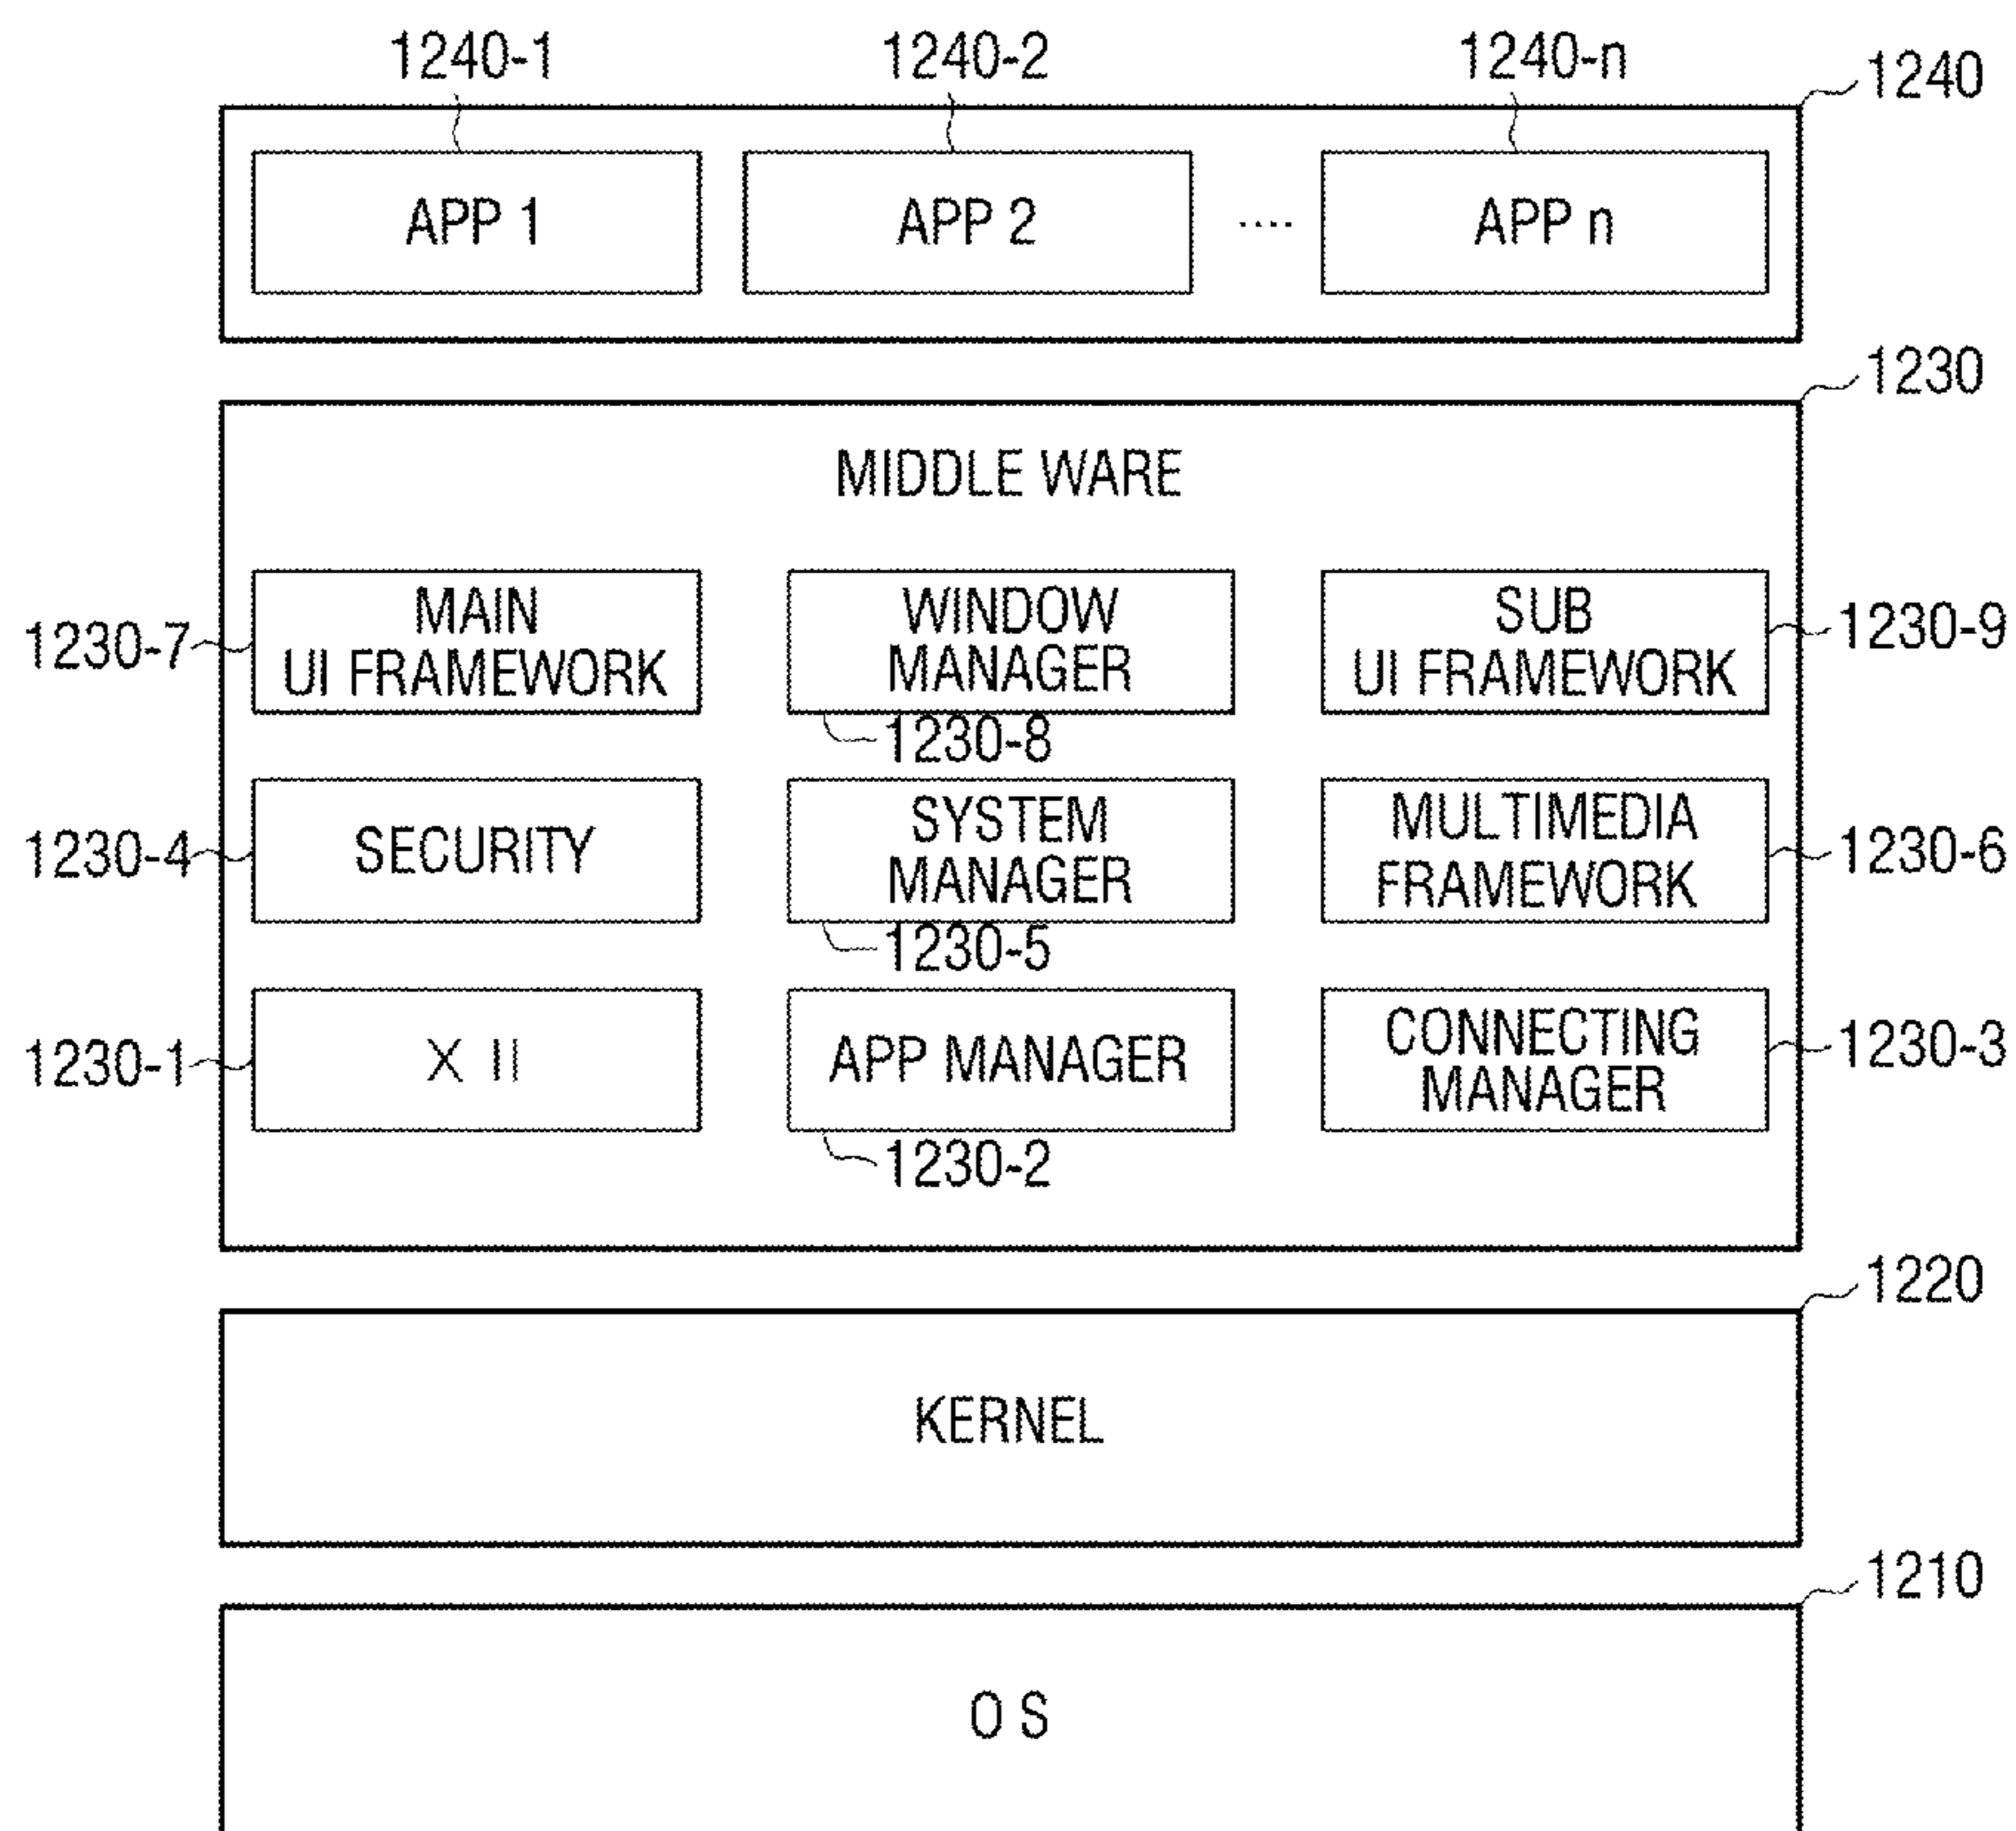 1240-1
1240-2
1240-n
1240
APP 1
APP 2
....
APP n
1230
MIDDLE WARE
1230-7
MAIN
UI FRAMEWORK
WINDOW
MANAGER
1230-8
SUB
UI FRAMEWORK
1230-9
1230-4
SECURITY
SYSTEM
MANAGER
1230-5
MULTIMEDIA
FRAMEWORK
1230-6
1230-1
X II
APP MANAGER
1230-2
CONNECTING
MANAGER
1230-3
1220
KERNEL
1210
O S